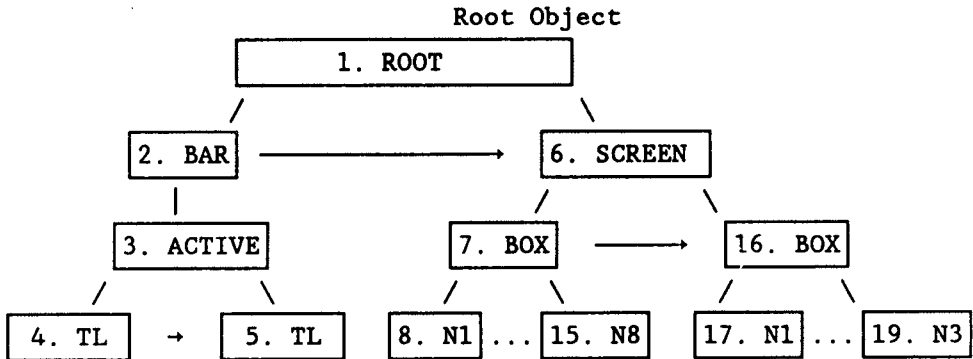 Root Object
1. ROOT
2. BAR → 6. SCREEN
3. ACTIVE 7. BOX → 16. BOX
4. TL → 5. TL 8. N1 ... 15. N8 17. N1 ... 19. N3